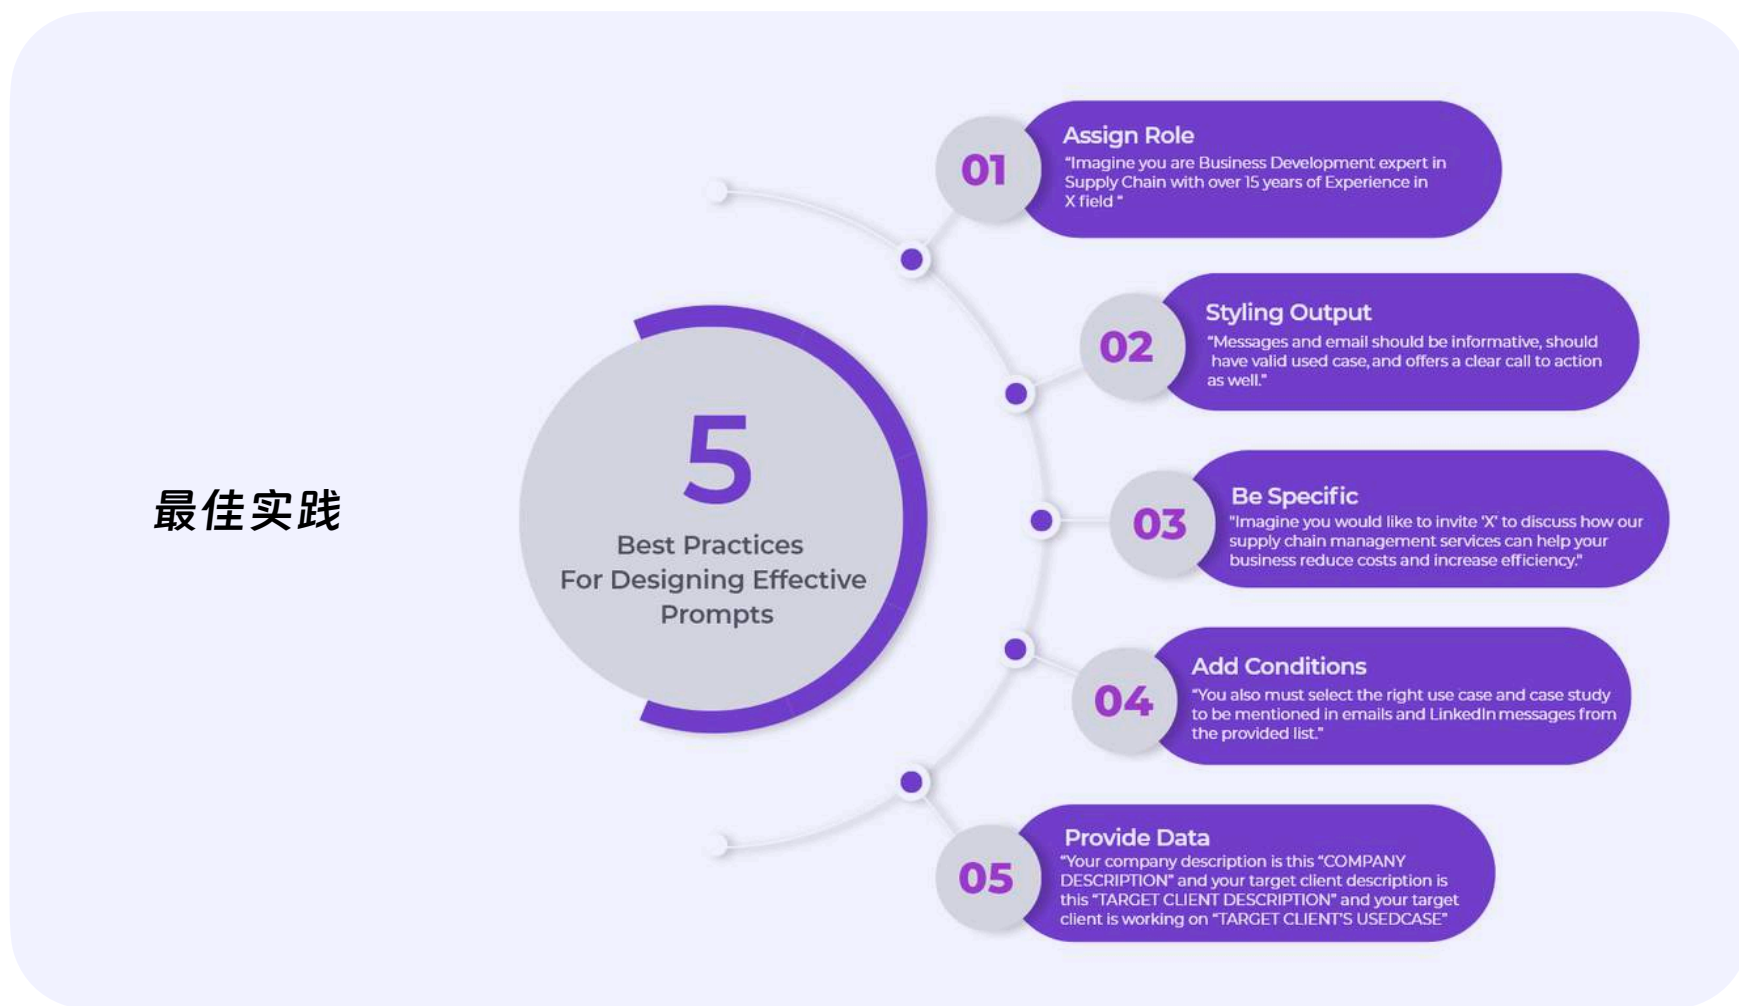 最佳实践
5
Best Practices
For Designing Effective
Prompts
01
Assign Role
“Imagine you are Business Development expert in
Supply Chain with over 15 years of Experience in
X field “
02
Styling Output
“Messages and email should be informative, should
have valid used case, and offers a clear call to action
as well.”
03
Be Specific
"Imagine you would like to invite 'X' to discuss how our
supply chain management services can help your
business reduce costs and increase efficiency."
04
Add Conditions
“You also must select the right use case and case study
to be mentioned in emails and LinkedIn messages from
the provided list.”
05
Provide Data
“Your company description is this “COMPANY
DESCRIPTION” and your target client description is
this “TARGET CLIENT DESCRIPTION” and your target
client is working on “TARGET CLIENT'S USEDCASE”